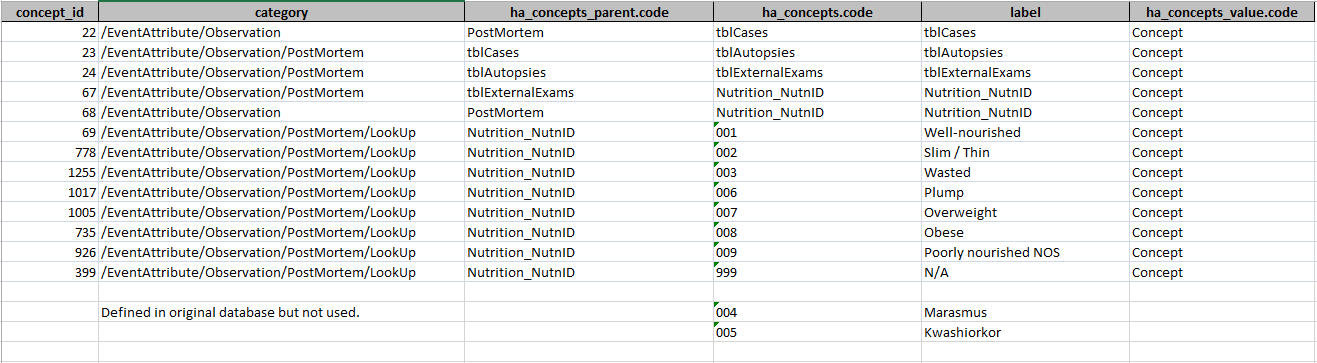 concept_id category ha_concepts_parent.code ha_concepts.code label ha_concepts_value.code
22 /EventAttribute/Observation PostMortem tblCases tblCases Concept
23 /EventAttribute/Observation/PostMortem tblCases tblAutopsies tblAutopsies Concept
24 /EventAttribute/Observation/PostMortem tblAutopsies tblExternalExams tblExternalExams Concept
67 /EventAttribute/Observation/PostMortem tblExternalExams Nutrition_NutnID Nutrition_NutnID Concept
68 /EventAttribute/Observation PostMortem Nutrition_NutnID Nutrition_NutnID Concept
69 /EventAttribute/Observation/PostMortem/LookUp Nutrition_NutnID 001 Well-nourished Concept
778 /EventAttribute/Observation/PostMortem/LookUp Nutrition_NutnID 002 Slim / Thin Concept
1255 /EventAttribute/Observation/PostMortem/LookUp Nutrition_NutnID 003 Wasted Concept
1017 /EventAttribute/Observation/PostMortem/LookUp Nutrition_NutnID 006 Plump Concept
1005 /EventAttribute/Observation/PostMortem/LookUp Nutrition_NutnID 007 Overweight Concept
735 /EventAttribute/Observation/PostMortem/LookUp Nutrition_NutnID 008 Obese Concept
926 /EventAttribute/Observation/PostMortem/LookUp Nutrition_NutnID 009 Poorly nourished NOS Concept
399 /EventAttribute/Observation/PostMortem/LookUp Nutrition_NutnID 999 N/A Concept
Defined in original database but not used. 004 Marasmus
005 Kwashiorkor